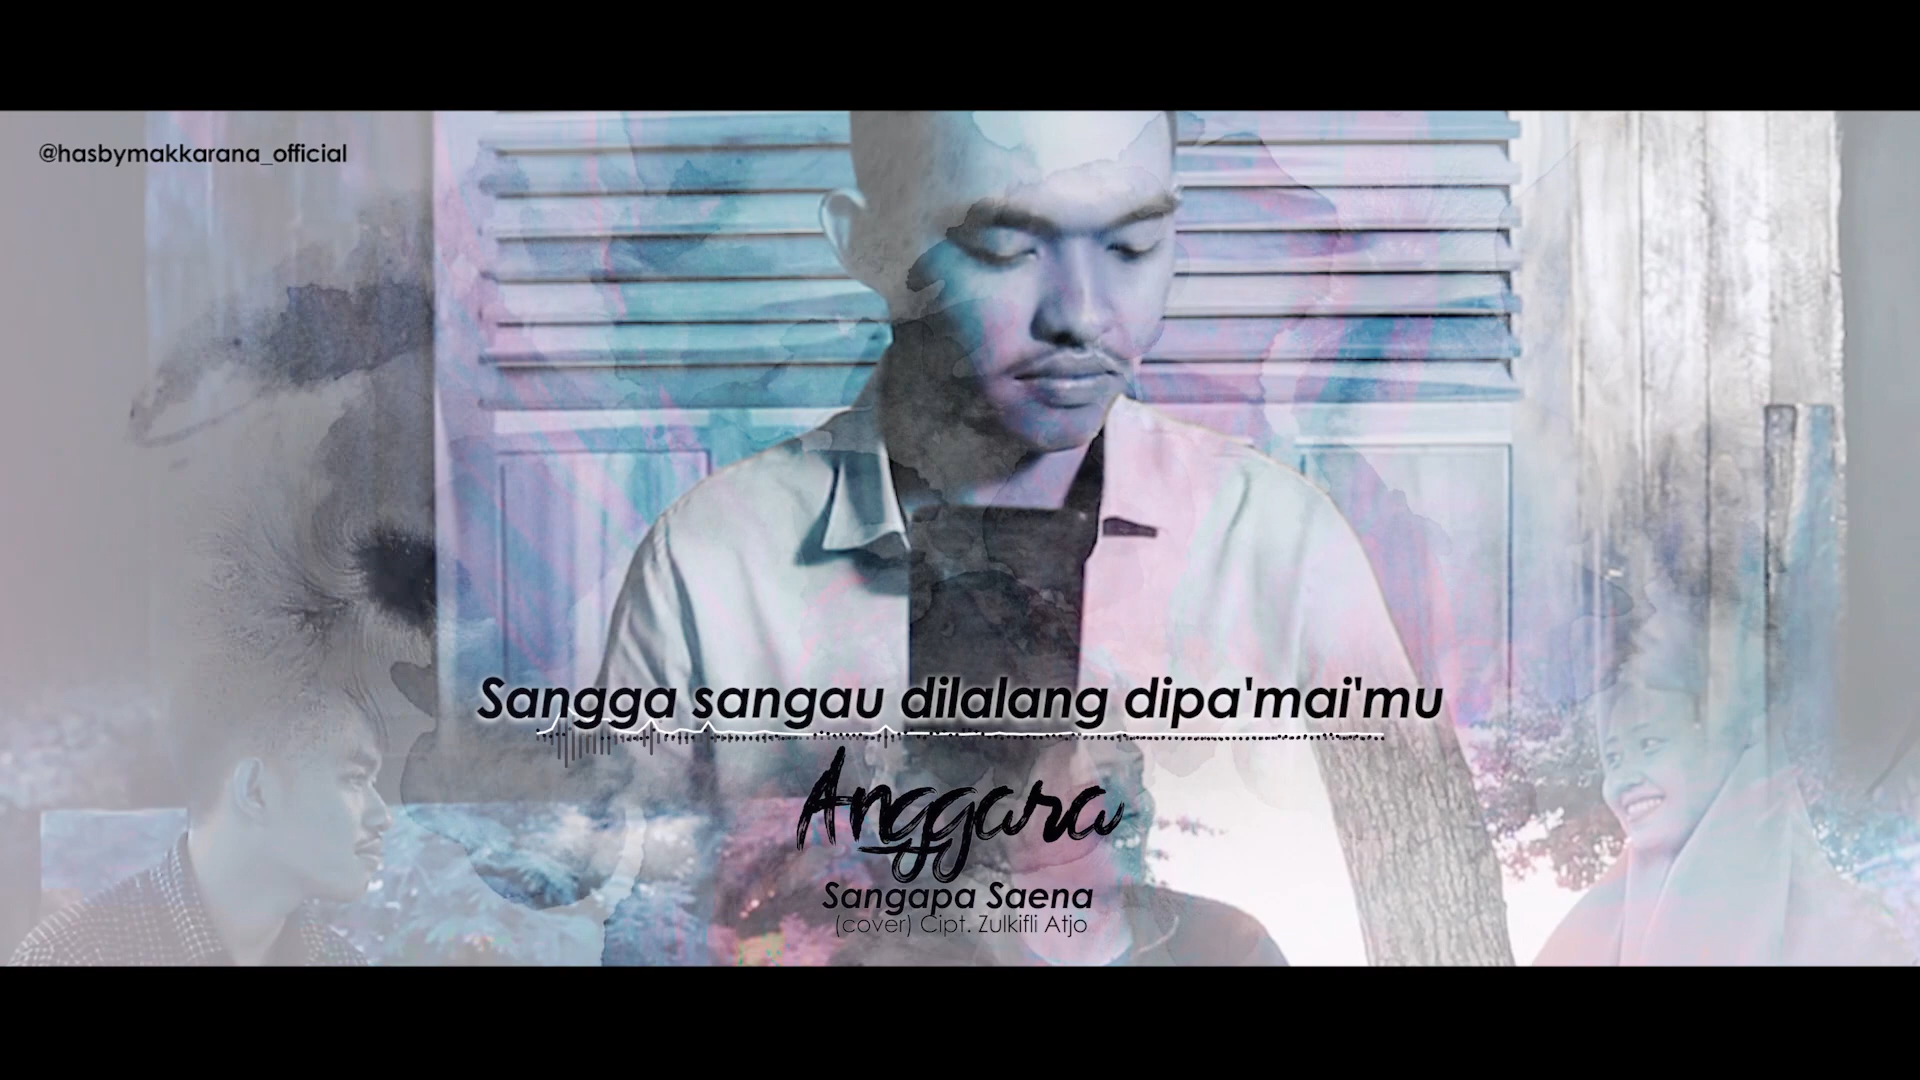 @hasbymakkarana_official
Sangga sangau dilalang dipa'mai'mu
Anggara
Sangapa Saena
(cover) Cipt. Zulkifli Atjo